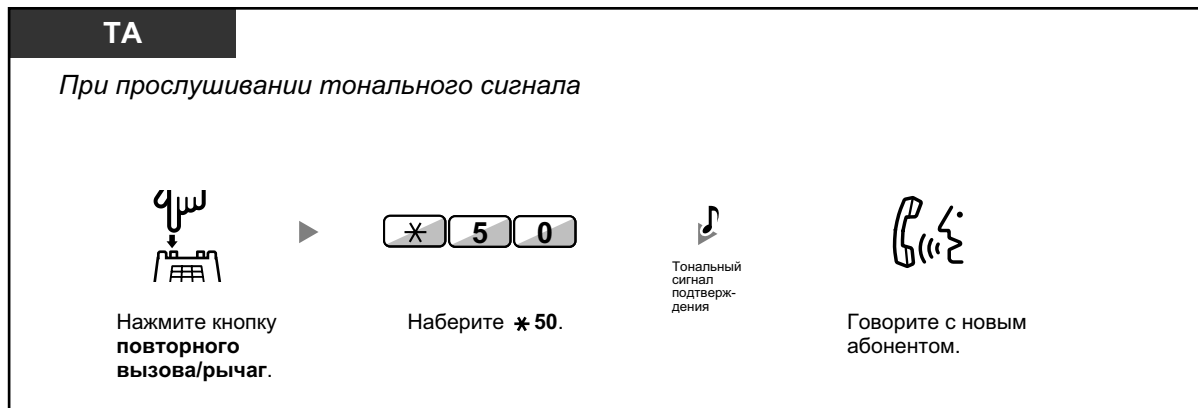 ТА
При прослушивании тонального сигнала
* 5 0
Тональный
сигнал
подтверж-
дения
Нажмите кнопку
повторного
вызова/рычаг.
Наберите * 50.
Говорите с новым
абонентом.